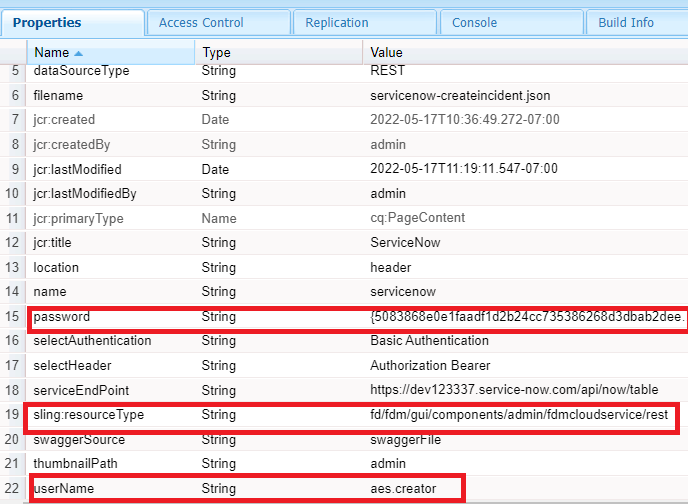 Properties Access Control Replication Console Build Info
Name Type Value
5 dataSourceType String REST
6 filename String servicenow-createincident.json
7 jcr:created Date 2022-05-17T10:36:49.272-07:00
8 jcr:createdBy String admin
9 jcr:lastModified Date 2022-05-17T11:19:11.547-07:00
10 jcr:lastModifiedBy String admin
11 jcr:primaryType Name cq:PageContent
12 jcr:title String ServiceNow
13 location String header
14 name String servicenow
15 password String {5083868e0e1faadf1d2b24cc735386268d3dbab2dee.
16 selectAuthentication String Basic Authentication
17 selectHeader String Authorization Bearer
18 serviceEndPoint String https://dev123337.service-now.com/api/now/table
19 sling:resourceType String fd/fdm/gui/components/admin/fdmcloudservice/rest
20 swaggerSource String swaggerFile
21 thumbnailPath String admin
22 userName String aes.creator